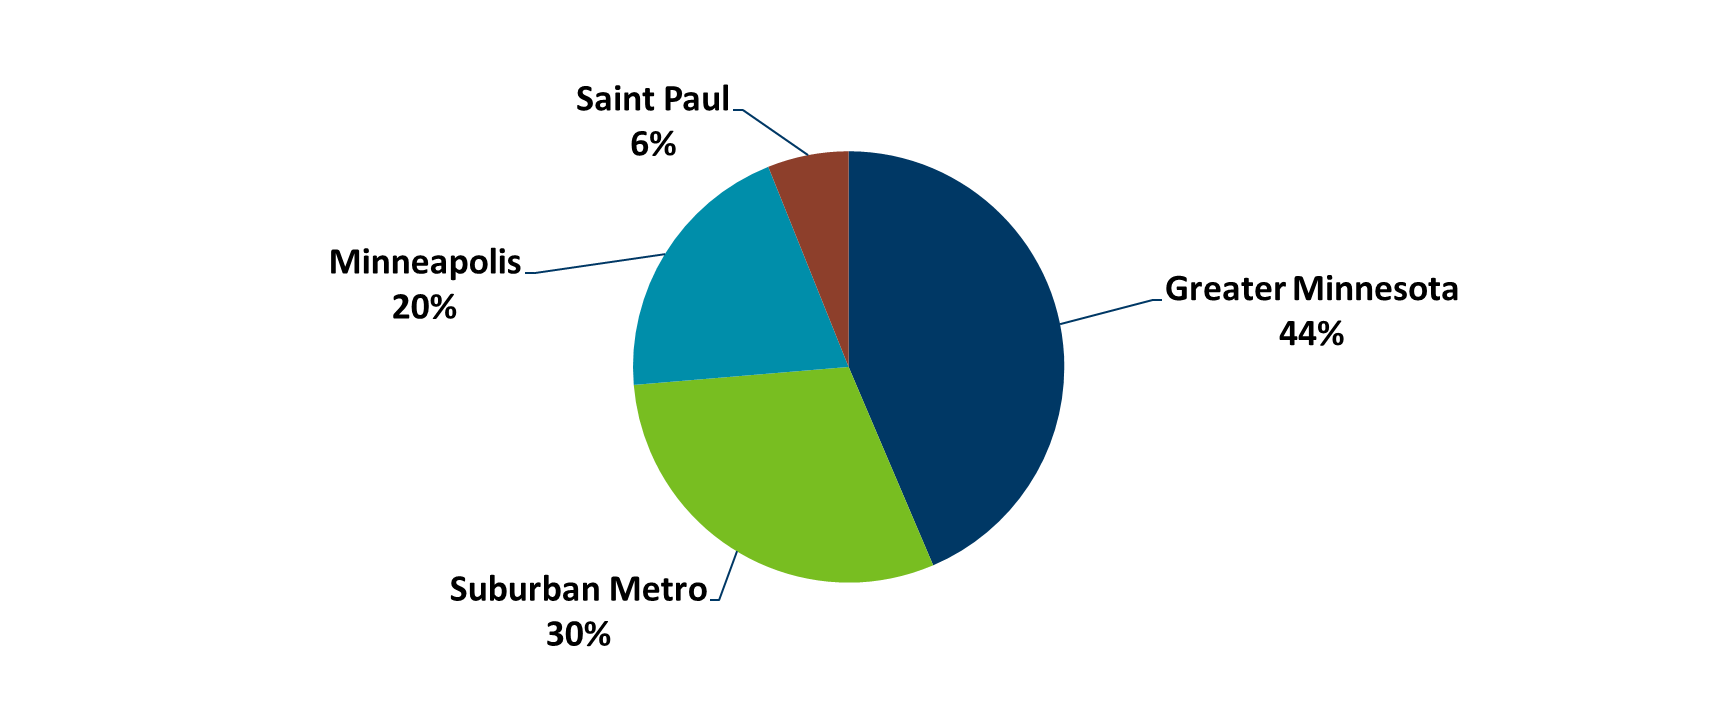 Saint Paul
6%
Minneapolis
20%
Greater Minnesota
44%
Suburban Metro
30%